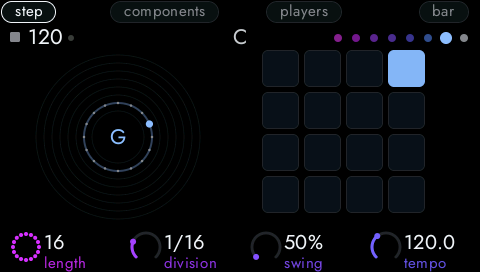 step components players bar
120 C
G
16 1/16 50% 120.0
length division swing tempo